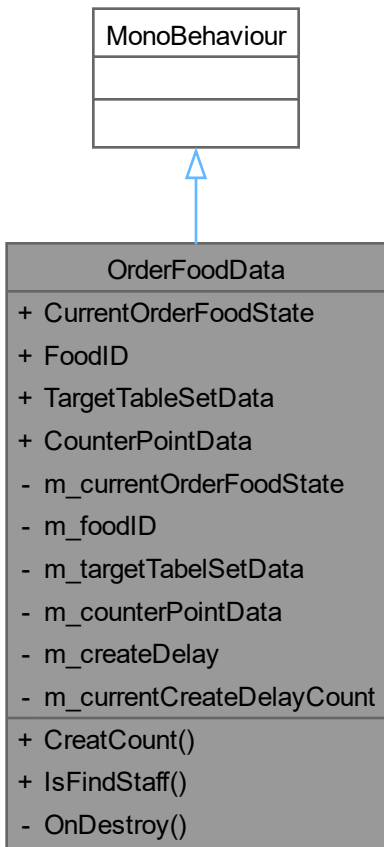 MonoBehaviour
OrderFoodData
+ CurrentOrderFoodState
+ FoodID
+ TargetTableSetData
+ CounterPointData
- m_currentOrderFoodState
- m_foodID
- m_targetTabelSetData
- m_counterPointData
- m_createDelay
- m_currentCreateDelayCount
+ CreatCount()
+ IsFindStaff()
- OnDestroy()